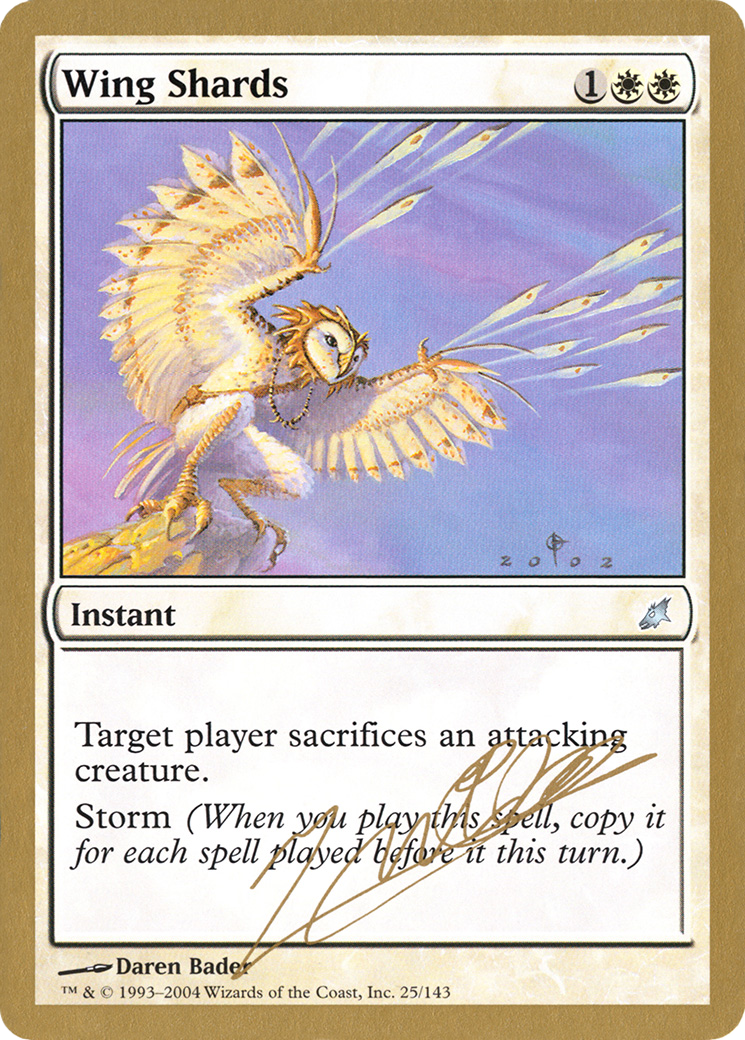 Wing Shards 1
2002
Instant
Target player sacrifices an attacking
creature.
Storm (When you play this spell, copy it
for each spell played before it this turn.)
Daren Bader
™ & © 1993–2004 Wizards of the Coast, Inc. 25/143